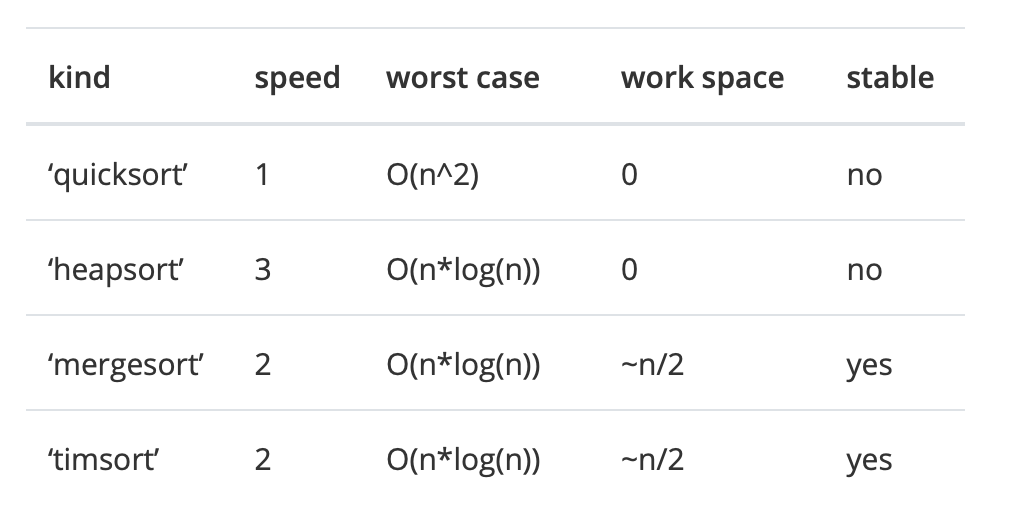 kind speed worst case work space stable
‘quicksort’ 1 O(n^2) 0 no
‘heapsort’ 3 O(n*log(n)) 0 no
‘mergesort’ 2 O(n*log(n)) ~n/2 yes
‘timsort’ 2 O(n*log(n)) ~n/2 yes